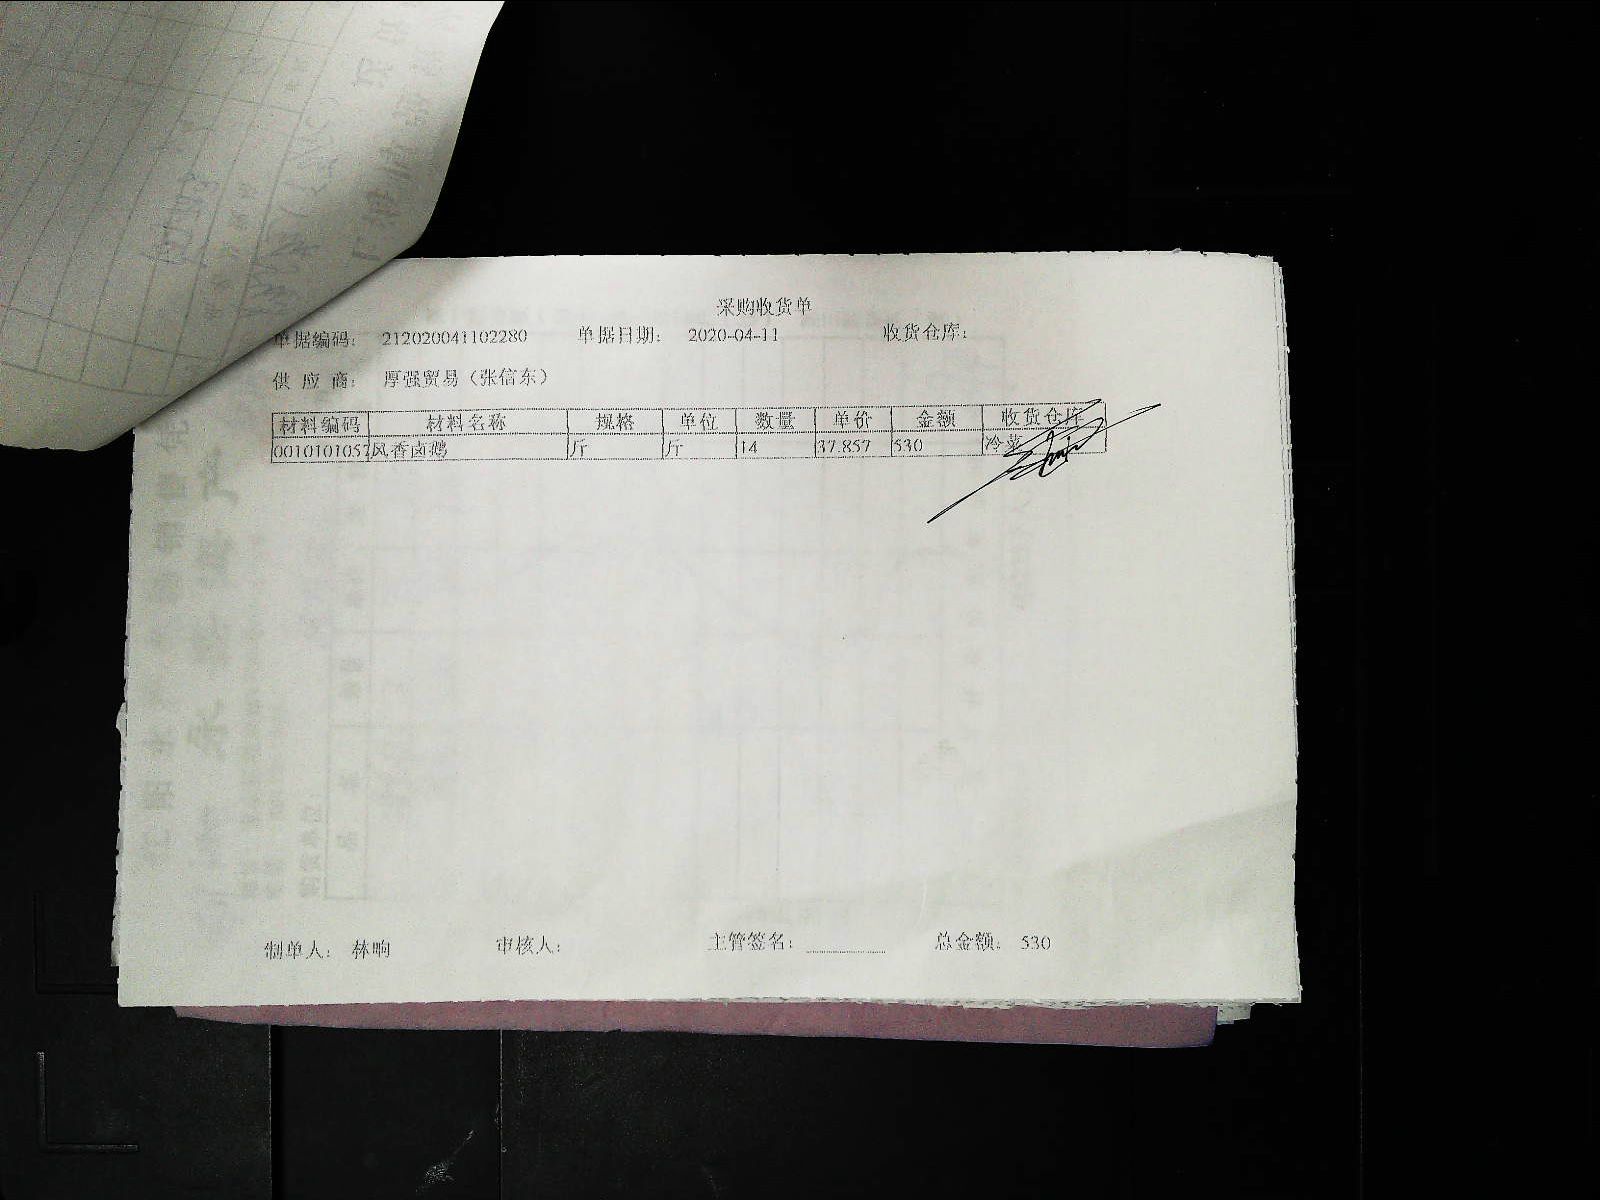 采购收货单
单据编码: 212020041102280 单据日期: 2020-04-11 收货仓库:
供应商: 厚强贸易（张信东）
材料编码 材料名称 规格 单位 数量 单价 金额 收货仓库
0010101057 风香卤鹅 斤 斤 14 37.857 530 冷菜
制单人: 林晌 审核人: 主管签名: 总金额: 530